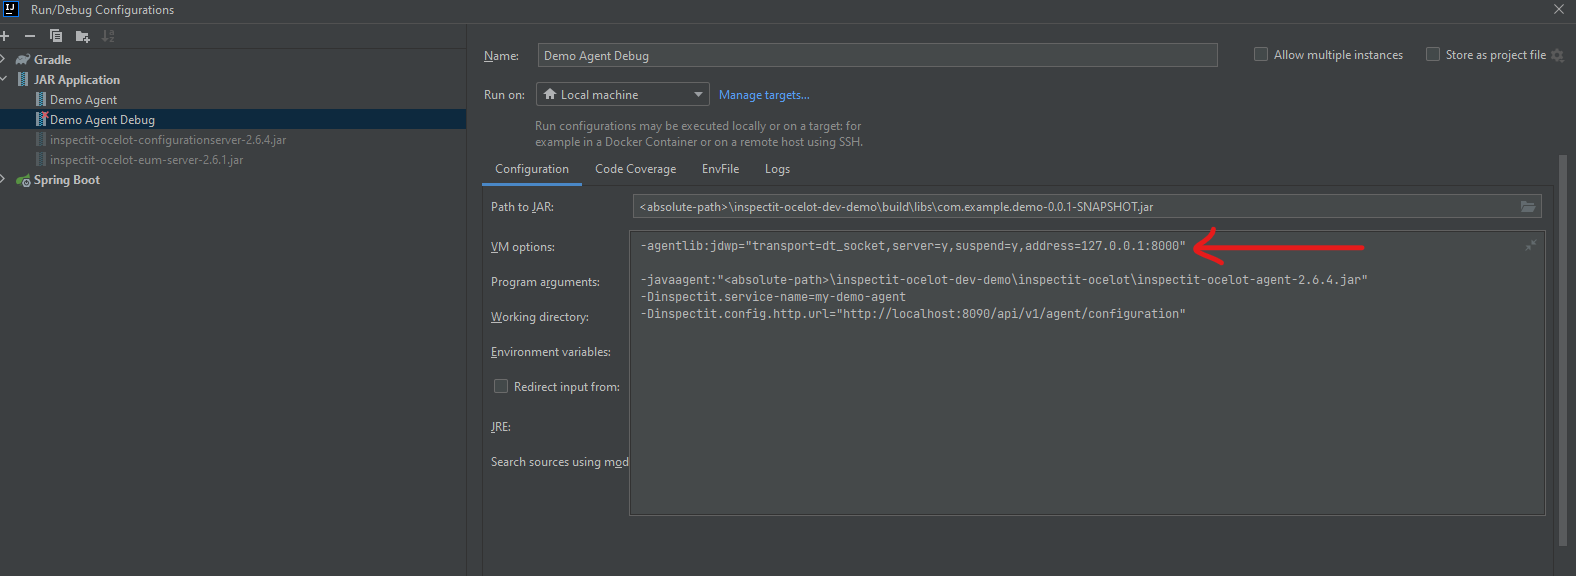 IJ
Run/Debug Configurations
Gradle
JAR Application
Demo Agent
Demo Agent Debug
inspectit-ocelot-configurationserver-2.6.4.jar
inspectit-ocelot-eum-server-2.6.1.jar
Spring Boot
Name:
Demo Agent Debug
Allow multiple instances
Store as project file
Run on:
Local machine
Manage targets...
Run configurations may be executed locally or on a target: for
example in a Docker Container or on a remote host using SSH.
Configuration
Code Coverage
EnvFile
Logs
Path to JAR:
<absolute-path>\inspectit-ocelot-dev-demo\build\libs\com.example.demo-0.0.1-SNAPSHOT.jar
VM options:
-agentlib:jdwp="transport=dt_socket,server=y,suspend=y,address=127.0.0.1:8000"
-javaagent:"<absolute-path>\inspectit-ocelot-dev-demo\inspectit-ocelot\inspectit-ocelot-agent-2.6.4.jar"
-Dinspectit.service-name=my-demo-agent
-Dinspectit.config.http.url="http://localhost:8090/api/v1/agent/configuration"
Program arguments:
Working directory:
Environment variables:
Redirect input from:
JRE:
Search sources using mod